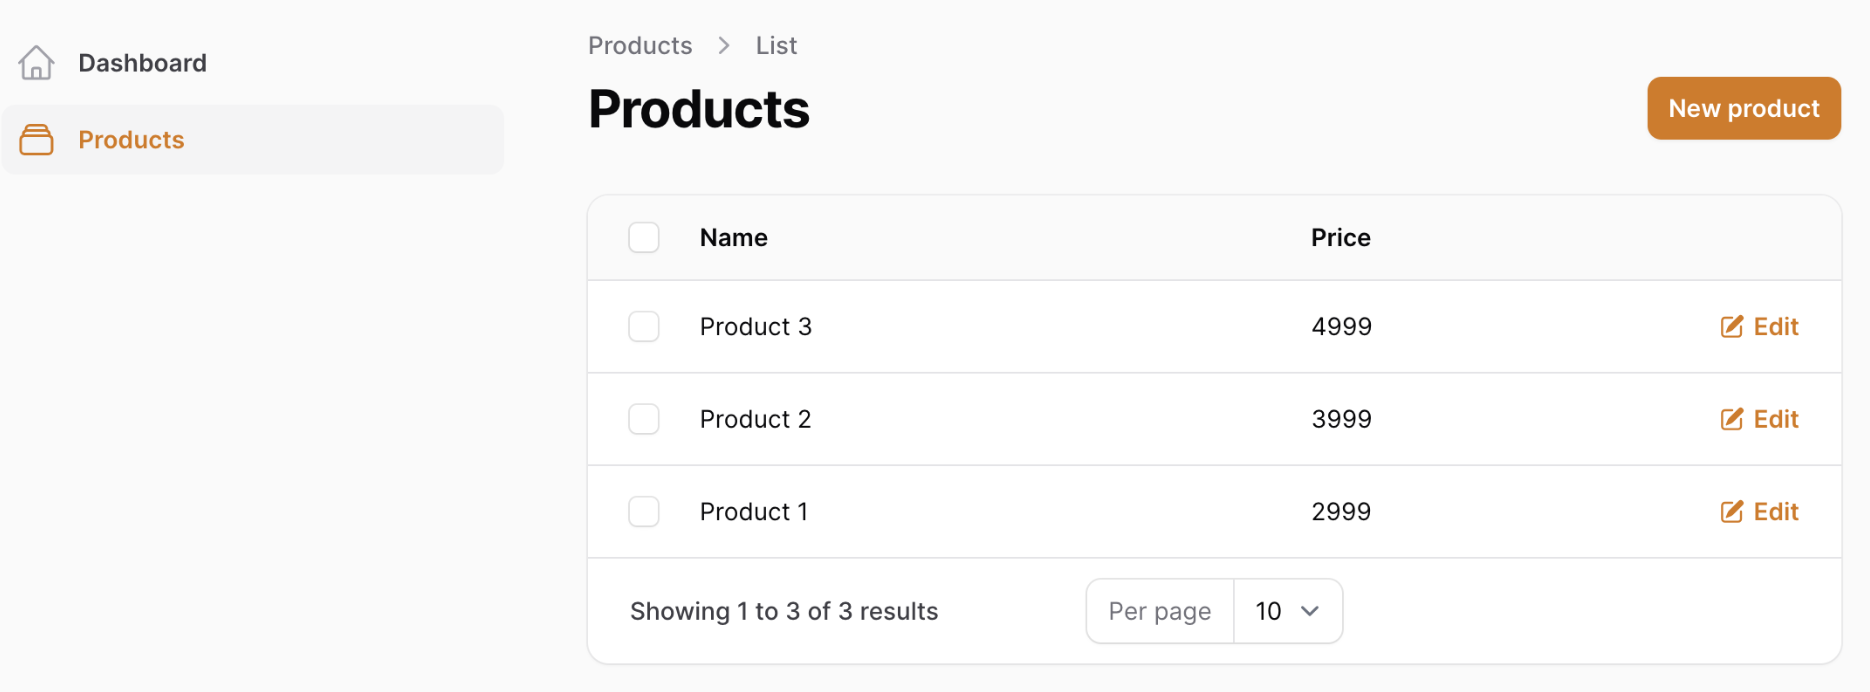 Dashboard
Products
Products > List
Products
New product
Name Price
Product 3 4999 Edit
Product 2 3999 Edit
Product 1 2999 Edit
Showing 1 to 3 of 3 results Per page 10